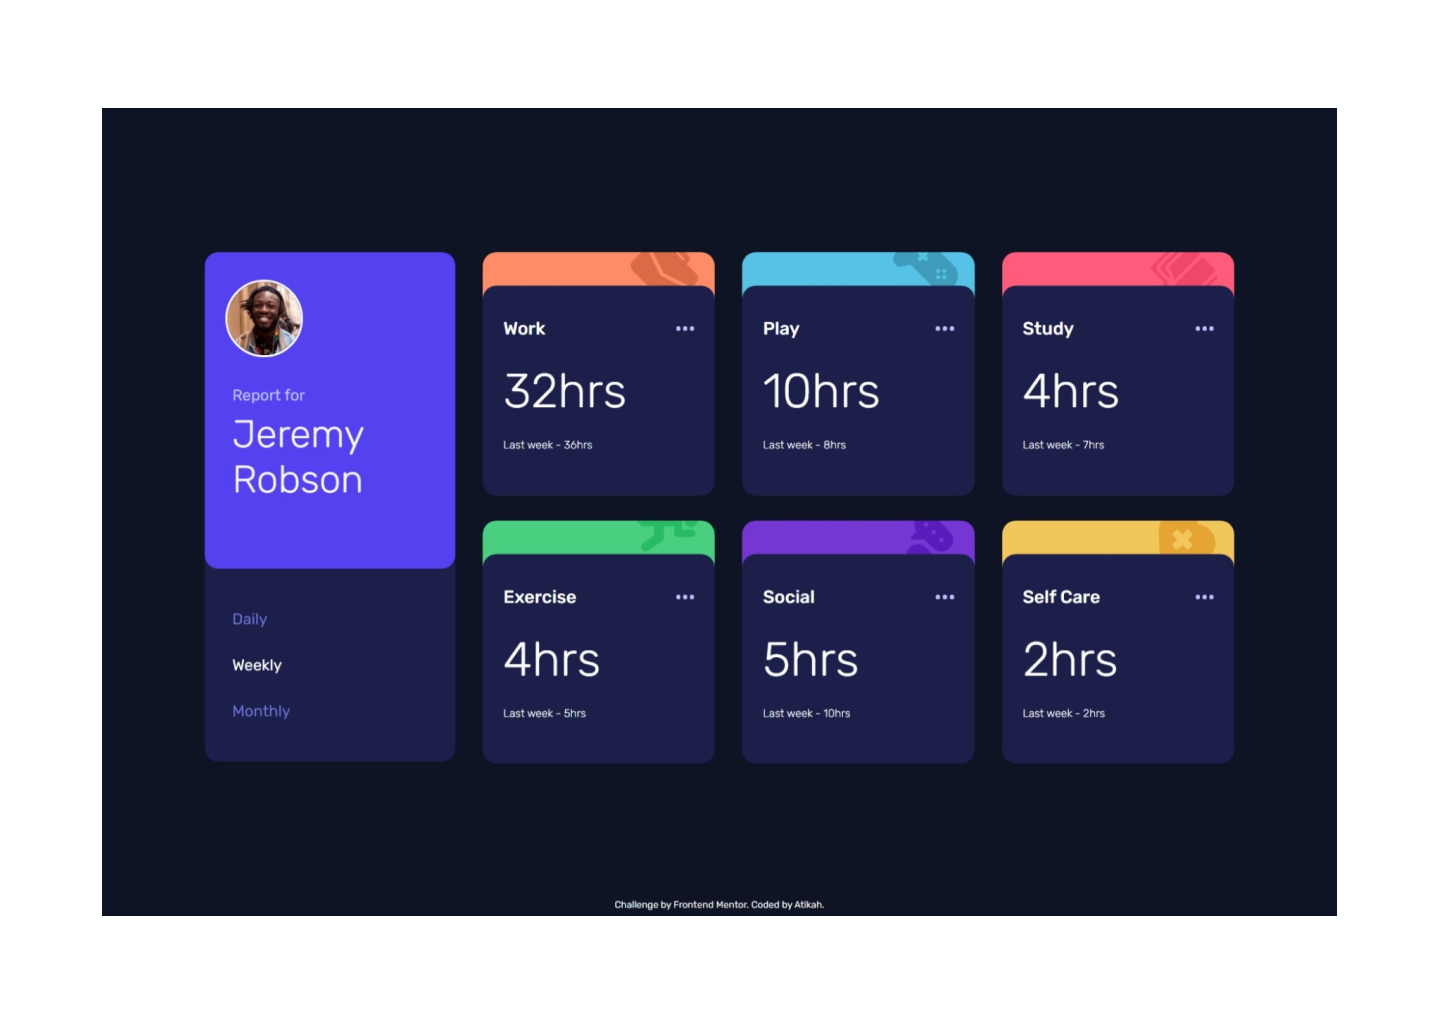 Report for
Jeremy
Robson
Daily
Weekly
Monthly
Work
32hrs
Last week - 36hrs
Play
10hrs
Last week - 8hrs
Study
4hrs
Last week - 7hrs
Exercise
4hrs
Last week - 5hrs
Social
5hrs
Last week - 10hrs
Self Care
2hrs
Last week - 2hrs
Challenge by Frontend Mentor. Coded by Atikah.